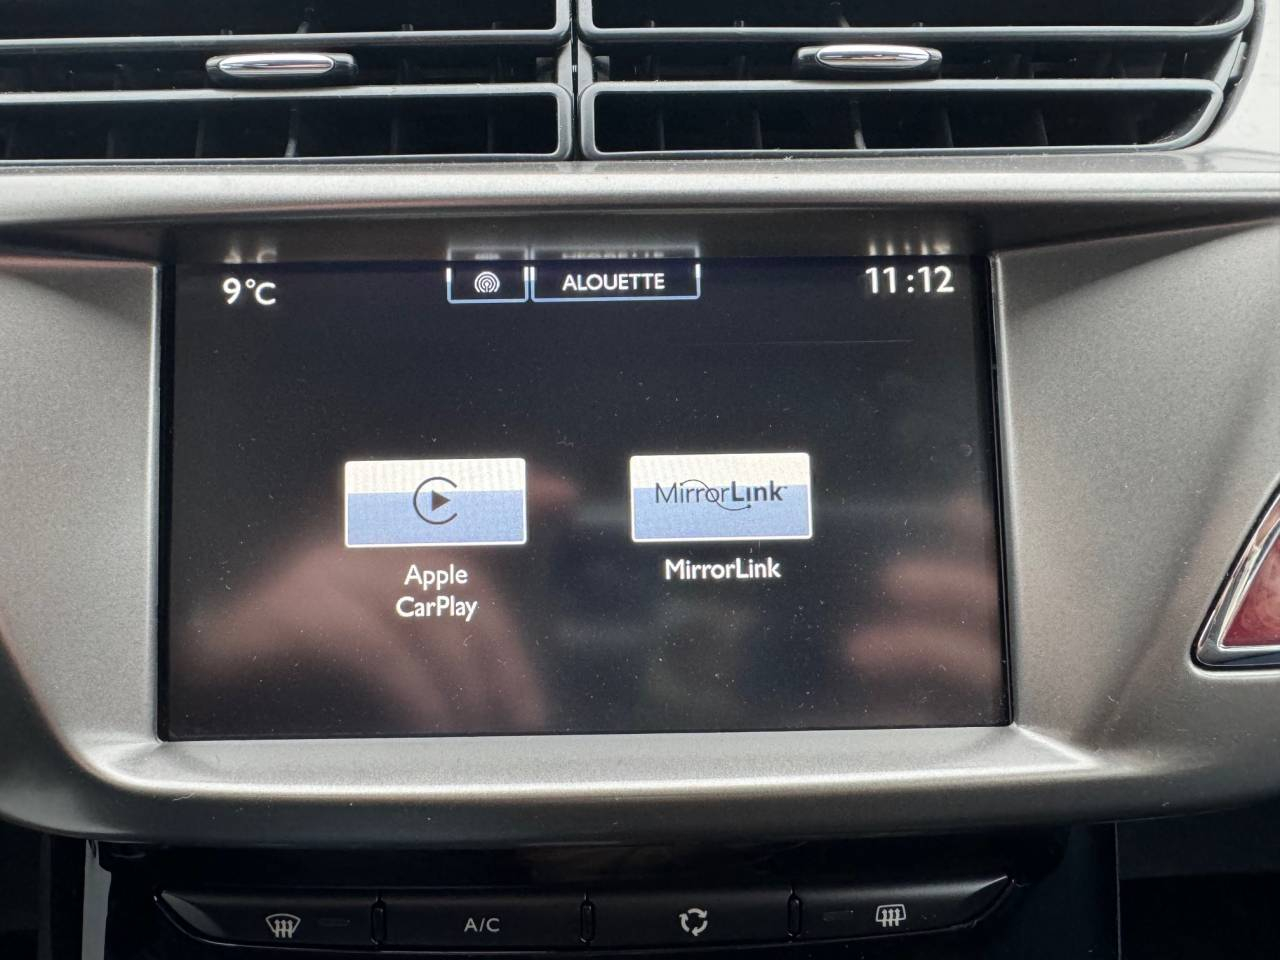 9°C
ALOUETTE
11:12
MirrorLink
Apple
CarPlay
MirrorLink
A/C